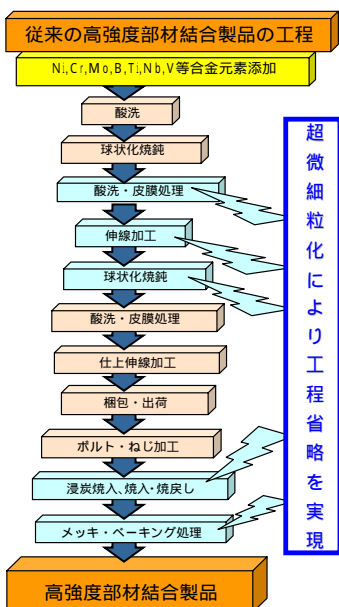 従来の高強度部材結合製品の工程
Ni,Cr,Mo,B,Ti,Nb,V等合金元素添加
酸洗
球状化焼鈍
酸洗・皮膜処理
伸線加工
球状化焼鈍
酸洗・皮膜処理
仕上伸線加工
梱包・出荷
ボルト・ねじ加工
浸炭焼入、焼入・焼戻し
メッキ・ベーキング処理
高強度部材結合製品
超微細粒化により工程省略を実現